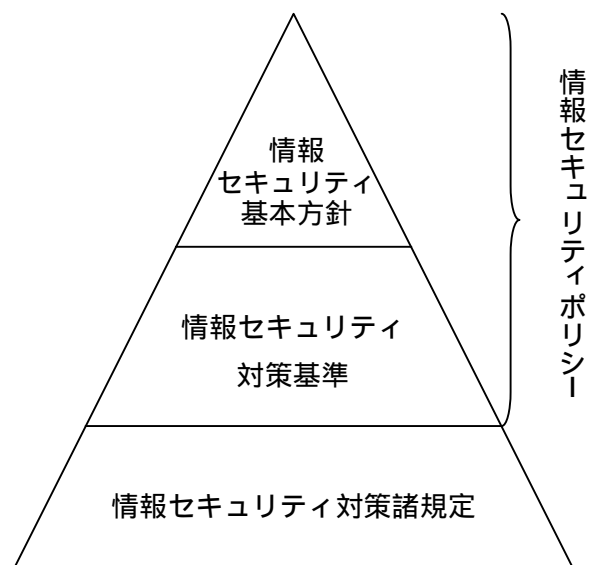 情報
セキュリティ
基本方針
情報セキュリティ
対策基準
情報セキュリティ対策諸規定
情報セキュリティポリシー